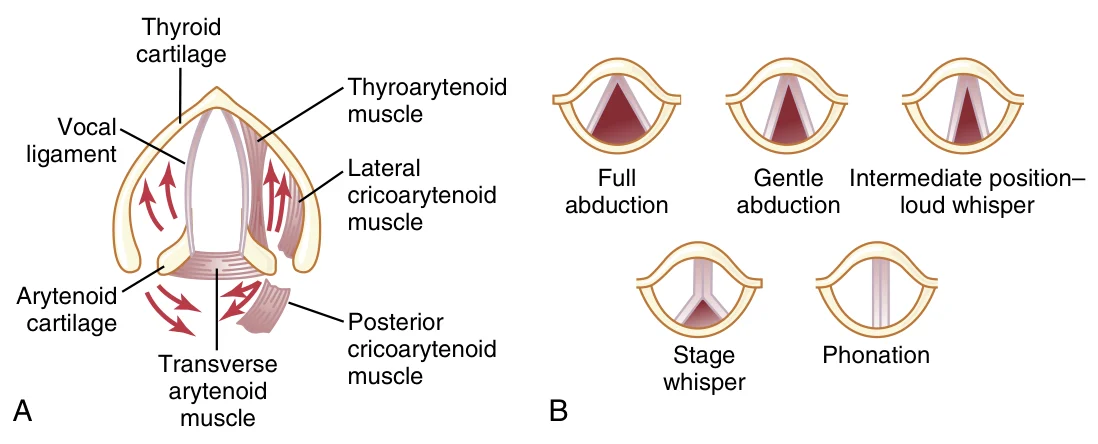 Thyroid
cartilage
Vocal
ligament
Thyroarytenoid
muscle
Lateral
cricoarytenoid
muscle
Arytenoid
cartilage
Transverse
arytenoid
muscle
Posterior
cricoarytenoid
muscle
A
Full
abduction
Gentle
abduction
Intermediate position–
loud whisper
Stage
whisper
Phonation
B